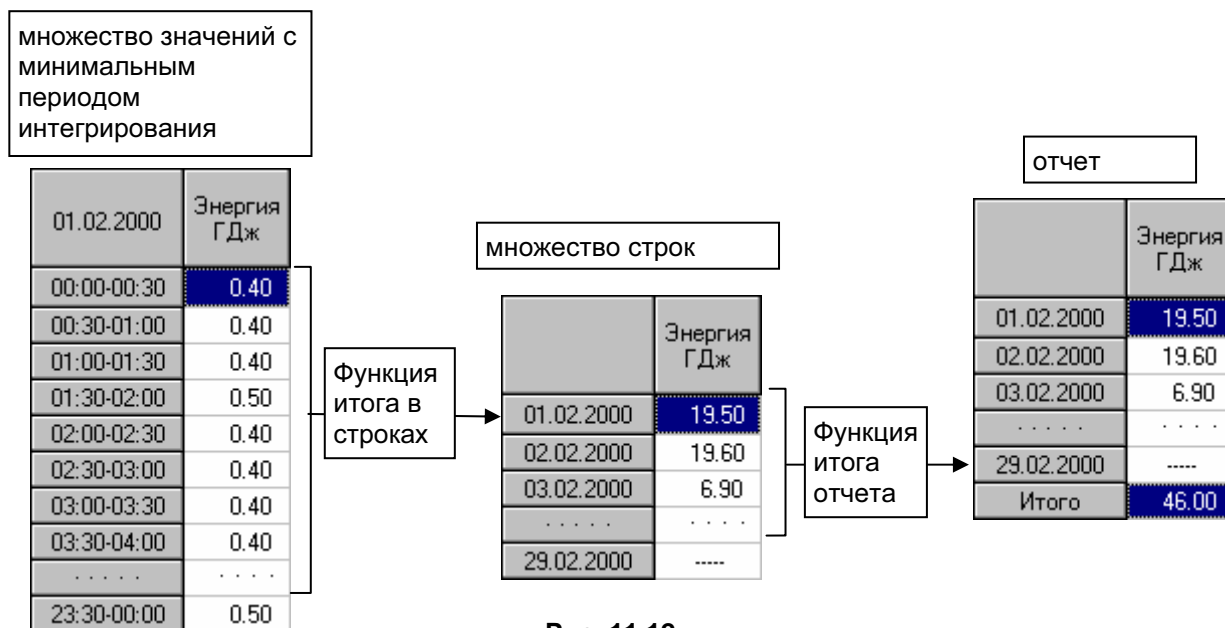 множество значений с
минимальным
периодом
интегрирования
01.02.2000 Энергия ГДж
00:00-00:30 0.40
00:30-01:00 0.40
01:00-01:30 0.40
01:30-02:00 0.50
02:00-02:30 0.40
02:30-03:00 0.40
03:00-03:30 0.40
03:30-04:00 0.40
. . . . . . . . .
23:30-00:00 0.50
Функция
итога в
строках
множество строк
Энергия
ГДж
01.02.2000 19.50
02.02.2000 19.60
03.02.2000 6.90
. . . . . . . . .
29.02.2000 -----
Функция
итога
отчета
отчет
Энергия
ГДж
01.02.2000 19.50
02.02.2000 19.60
03.02.2000 6.90
. . . . . . . . .
29.02.2000 -----
Итого 46.00